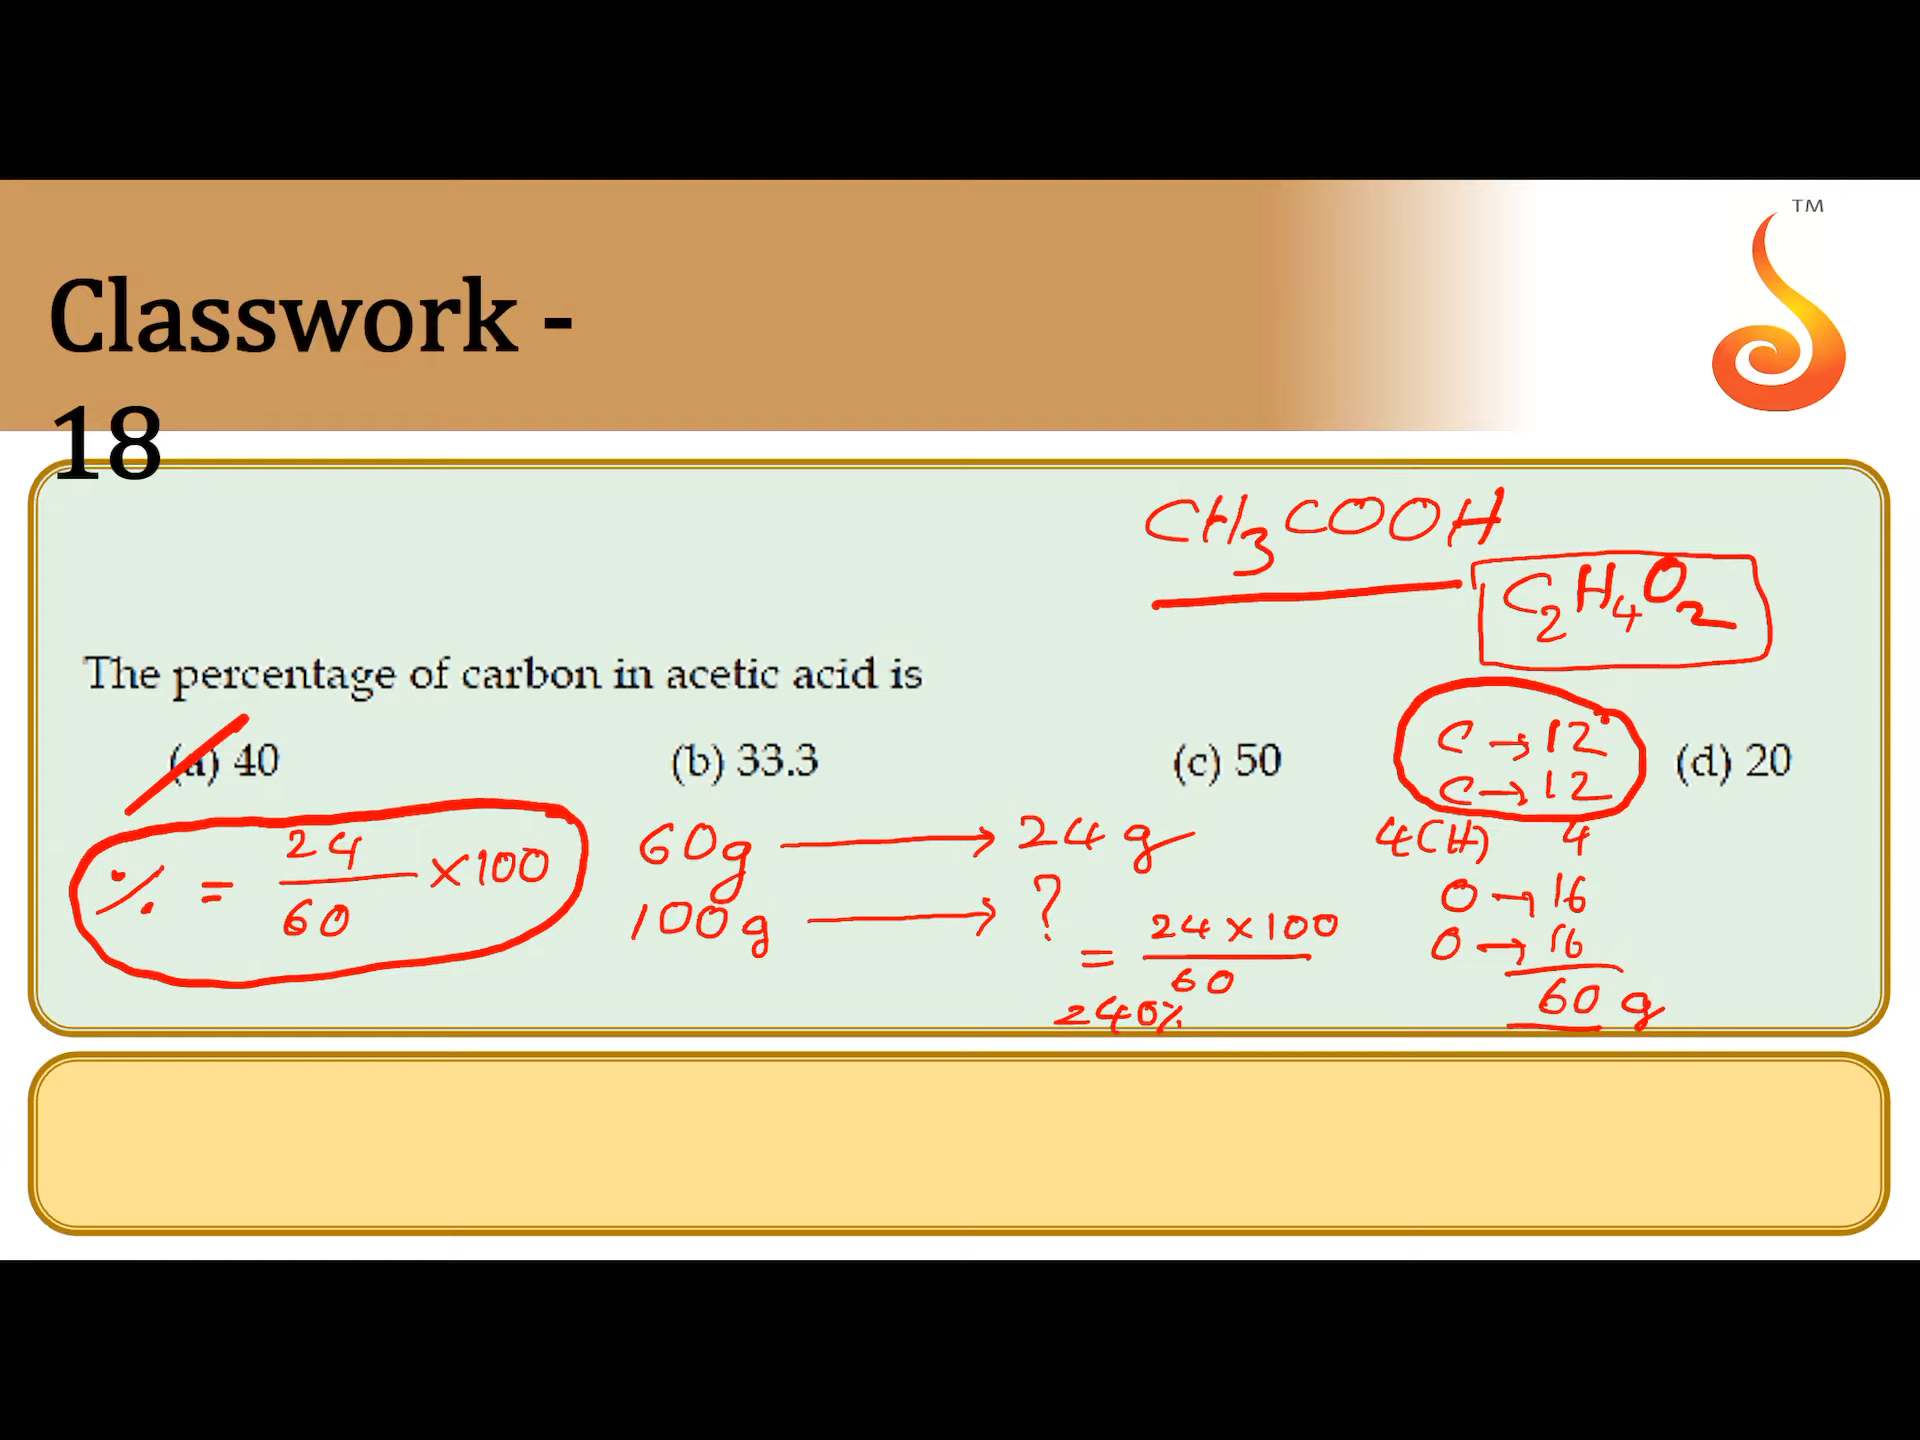 TM
Classwork -
18
CH3COOH
C2H4O2
The percentage of carbon in acetic acid is
(a) 40 (b) 33.3 (c) 50 (d) 20
C → 12
C → 12
4(H) 4
O → 16
O → 16
60 g
% = 24/60 × 100
60g → 24 g
100g → ?
= 24 × 100
60
240%